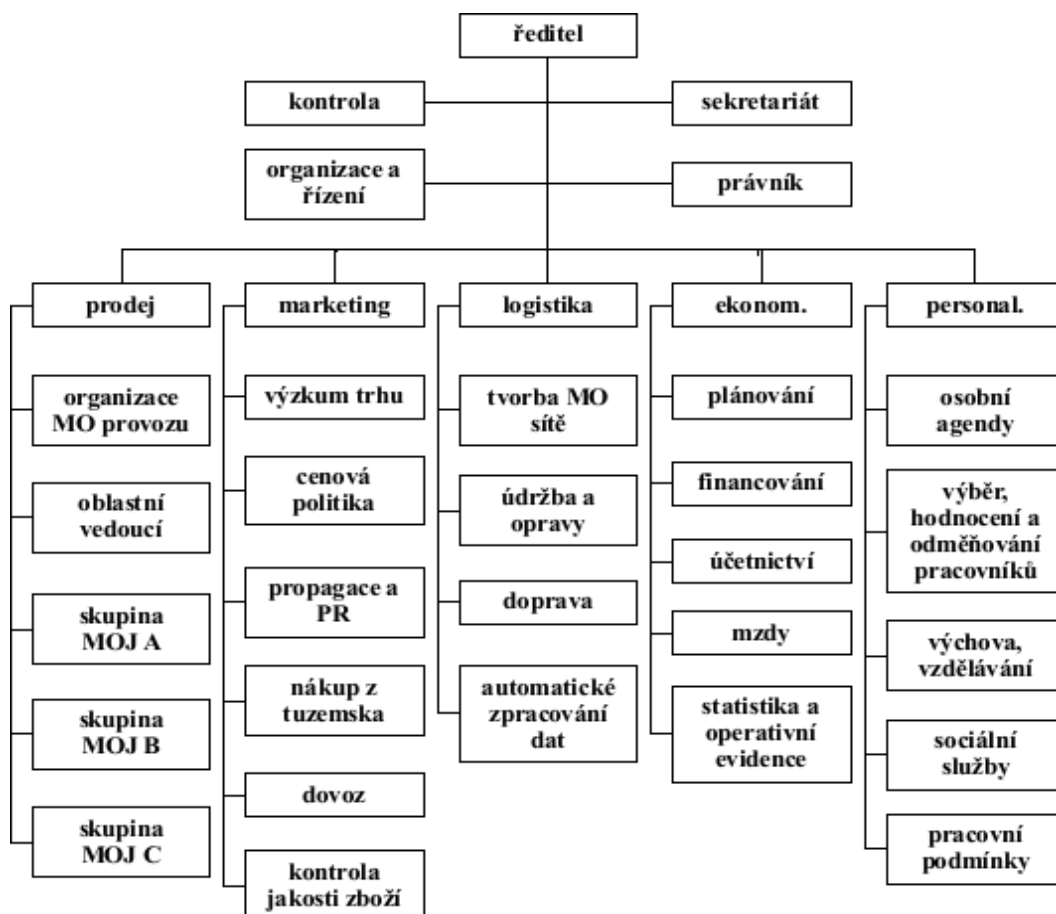 ředitel
kontrola
sekretariát
organizace a
řízení
právník
prodej
marketing
logistika
ekonom.
personal.
organizace
MO provozu
oblastní
vedoucí
skupina
MOJ A
skupina
MOJ B
skupina
MOJ C
výzkum trhu
cenová
politika
propagace a
PR
nákup z
tuzemska
dovoz
kontrola
jakosti zboží
tvorba MO
sítě
údržba a
opravy
doprava
automatické
zpracování
dat
plánování
financování
účetnictví
mzdy
statistika a
operativní
evidence
osobní
agendy
výběr,
hodnocení a
odměňování
pracovníků
výchova,
vzdělávání
sociální
služby
pracovní
podmínky